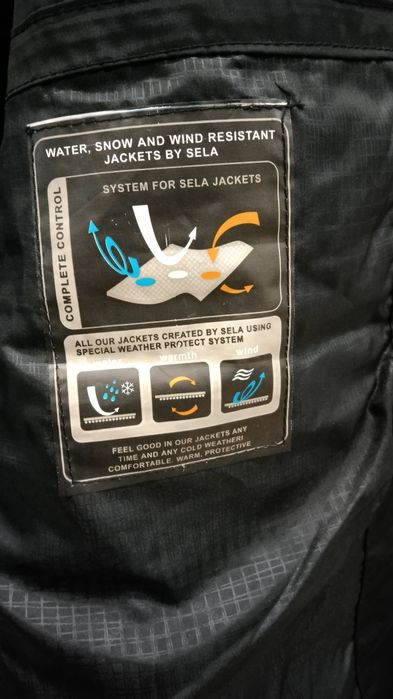 WATER, SNOW AND WIND RESISTANT
JACKETS BY SELA
SYSTEM FOR SELA JACKETS
COMPLETE CONTROL
ALL OUR JACKETS CREATED BY SELA USING
SPECIAL WEATHER PROTECT SYSTEM
warmth
wind
FEEL GOOD IN OUR JACKETS ANY
TIME AND ANY COLD WEATHER!
COMFORTABLE, WARM, PROTECTIVE